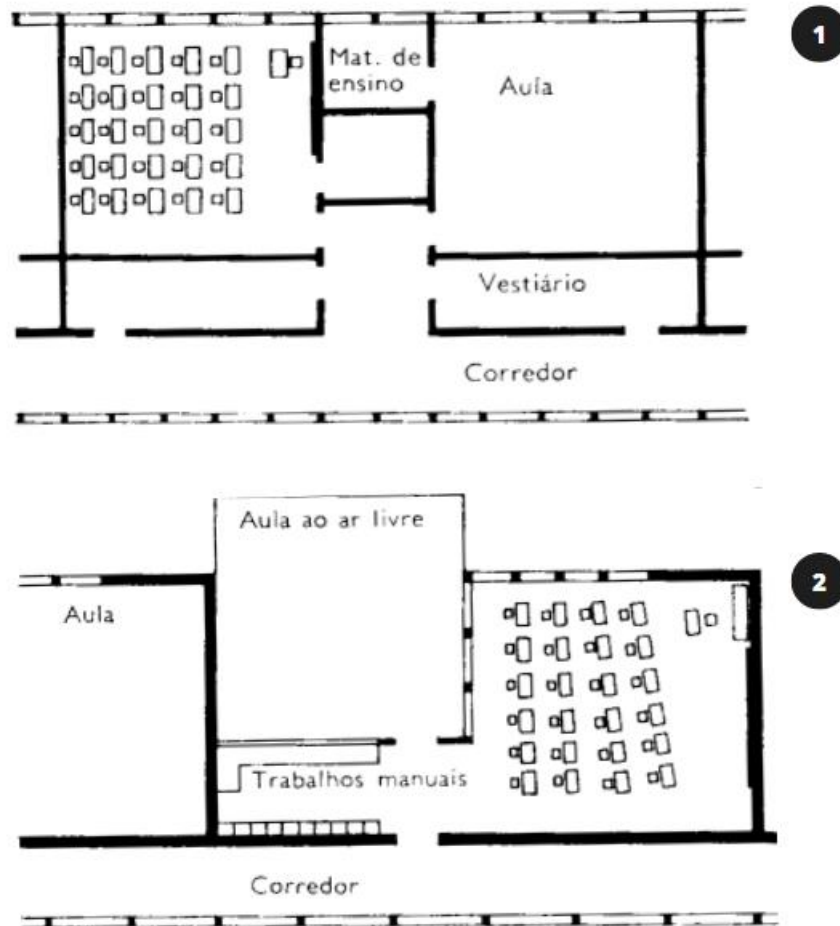 1
Mat. de
ensino
Aula
Vestiário
Corredor
Aula ao ar livre
2
Aula
Trabalhos manuais
Corredor